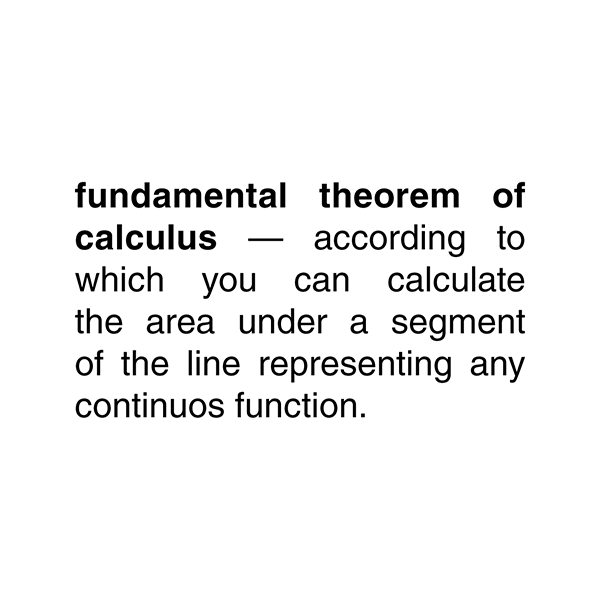 fundamental theorem of
calculus — according to
which you can calculate
the area under a segment
of the line representing any
continuos function.